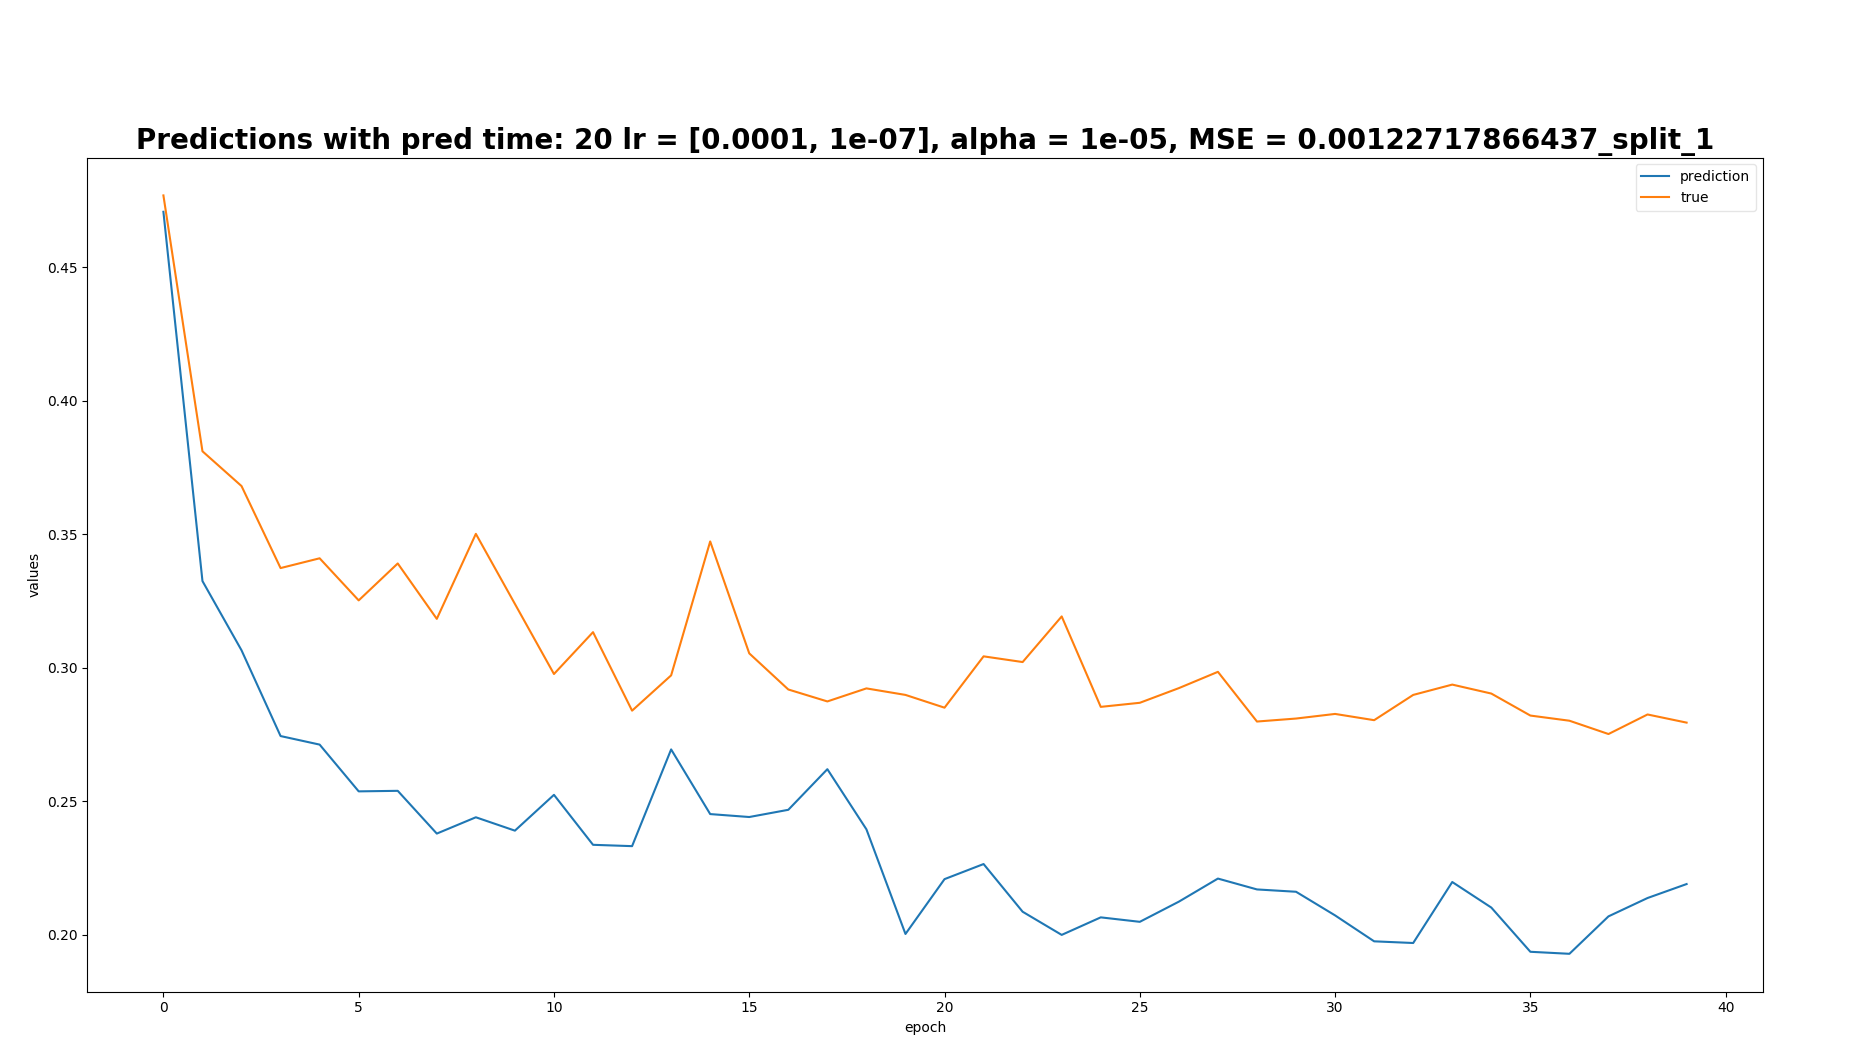 Predictions with pred time: 20 lr = [0.0001, 1e-07], alpha = 1e-05, MSE = 0.00122717866437_split_1
prediction
true
0.45
0.40
0.35
0.30
0.25
0.20
values
0 5 10 15 20 25 30 35 40
epoch